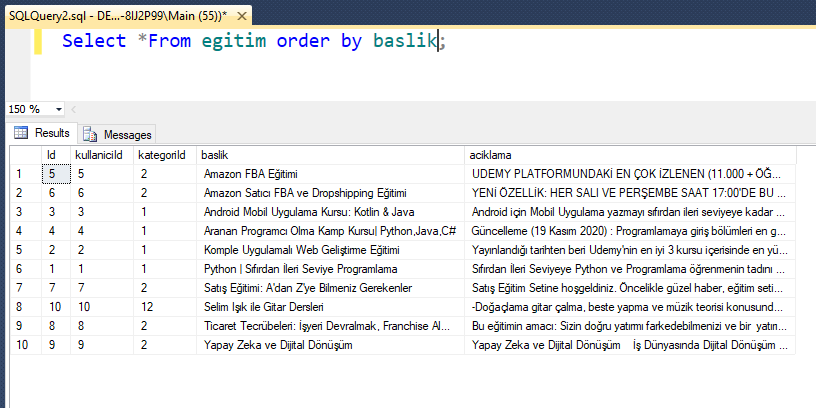 SQLQuery2.sql - DE...-8IJ2P99\Main (55))* X
Select *From egitim order by baslik;
150 %
Results Messages
Id kullaniciId kategoriId baslik aciklama
1 5 5 2 Amazon FBA Eğitimi UDEMY PLATFORMUNDAKİ EN ÇOK İZLENEN (11.000 + ÖĞ...
2 6 6 2 Amazon Satıcı FBA ve Dropshipping Eğitimi YENİ ÖZELLİK: HER SALI VE PERŞEMBE SAAT 17:00'DE BU ...
3 3 3 1 Android Mobil Uygulama Kursu: Kotlin & Java Android için Mobil Uygulama yazmayı sıfırdan ileri seviyeye kadar ...
4 4 4 1 Aranan Programcı Olma Kamp Kursu| Python,Java,C# Güncelleme (19 Kasım 2020) : Programlamaya giriş bölümleri en g...
5 2 2 1 Komple Uygulamalı Web Geliştirme Eğitimi Yayınlandığı tarihten beri Udemy'nin en iyi 3 kursu içerisinde en yü...
6 1 1 1 Python | Sıfırdan İleri Seviye Programlama Sıfırdan İleri Seviyeye Python ve Programlama öğrenmenin tadını ...
7 7 7 2 Satış Eğitimi: A'dan Z'ye Bilmeniz Gerekenler Satış Eğitim Setine hoşgeldiniz. Öncelikle güzel haber, eğitim seti...
8 10 10 12 Selim Işık ile Gitar Dersleri -Doğaçlama gitar çalma, beste yapma ve müzik teorisi konusund...
9 8 8 2 Ticaret Tecrübeleri: İşyeri Devralmak, Franchise Al... Bu eğitimin amacı: Sizin doğru yatırımı farkedebilmenizi ve bir yatırı...
10 9 9 2 Yapay Zeka ve Dijital Dönüşüm Yapay Zeka ve Dijital Dönüşüm İş Dünyasında Dijital Dönüşüm ...